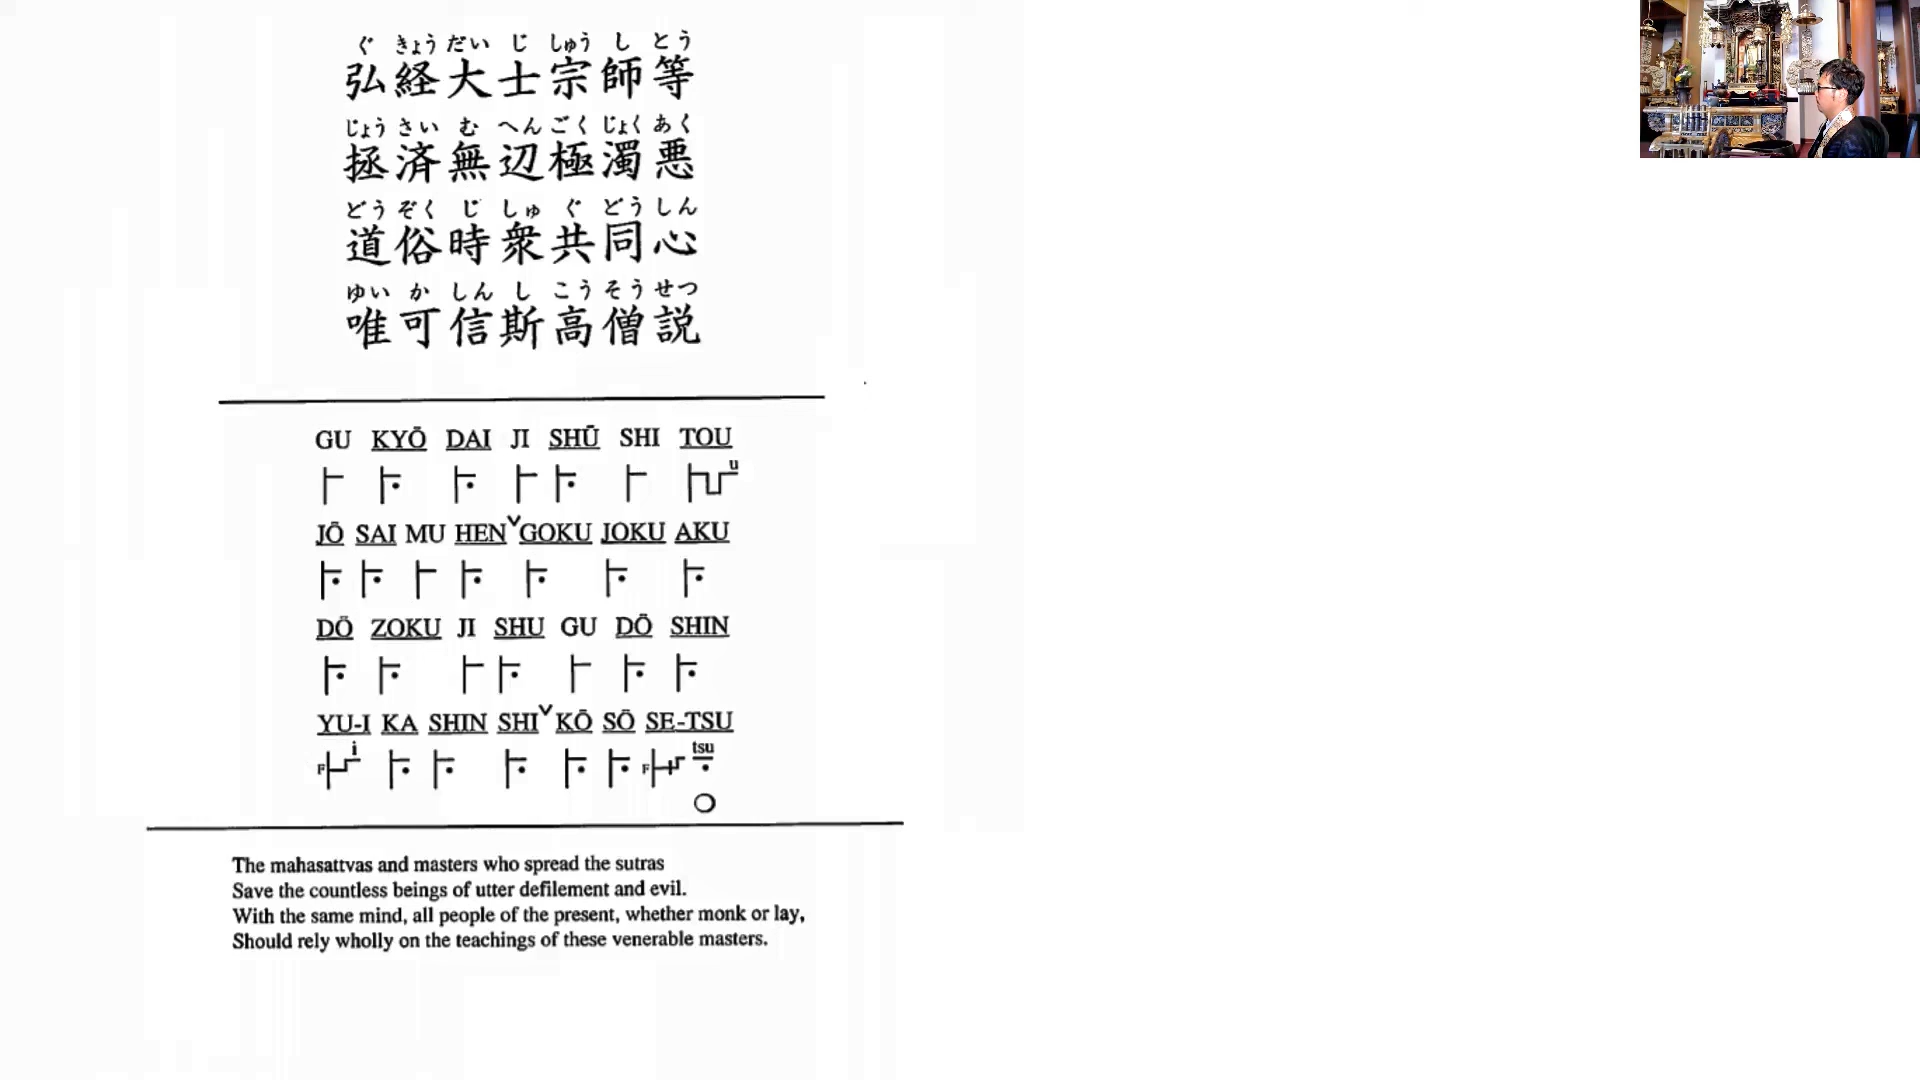 ぐ きょう だい じ しゅう し とう
弘経大士宗師等
じょう さい む へん ごく じょく あく
拯済無辺極濁悪
どう ぞく じ しゅ ぐ どう しん
道俗時衆共同心
ゆい か しん し こう そう せつ
唯可信斯高僧説
GU KYŌ DAI JI SHŪ SHI TOU
u
JŌ SAI MU HEN GOKU JOKU AKU
DŌ ZOKU JI SHU GU DŌ SHIN
YU-I KA SHIN SHI KŌ SŌ SE-TSU
F i F tsu
The mahasattvas and masters who spread the sutras
Save the countless beings of utter defilement and evil.
With the same mind, all people of the present, whether monk or lay,
Should rely wholly on the teachings of these venerable masters.